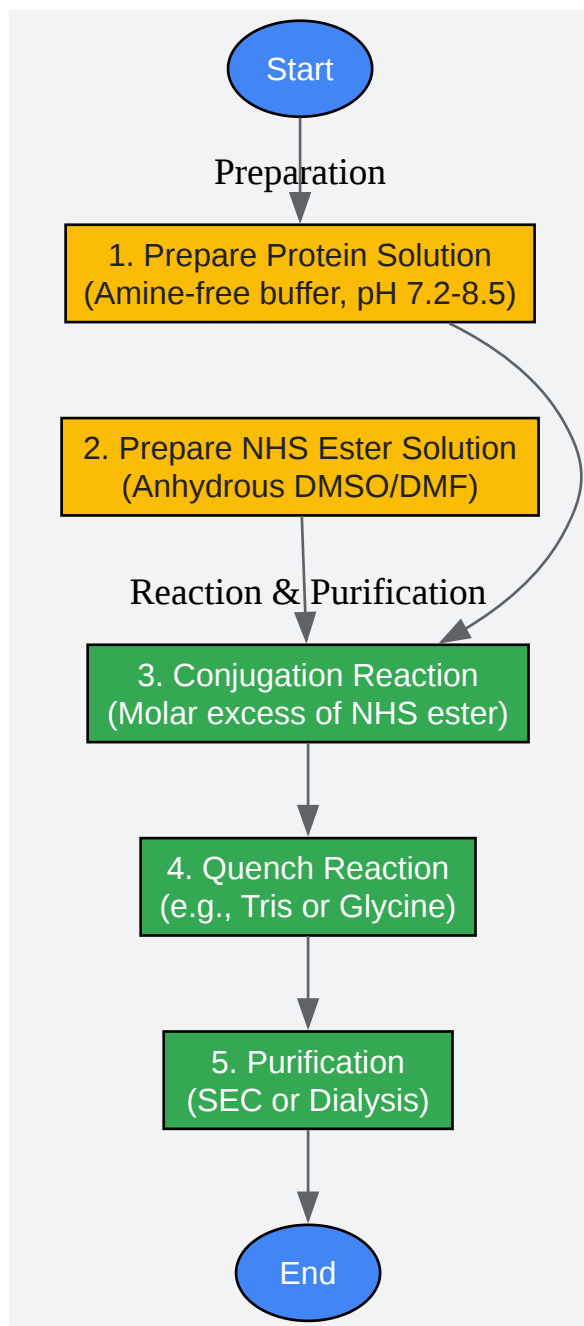 Start
Preparation
1. Prepare Protein Solution
(Amine-free buffer, pH 7.2-8.5)
2. Prepare NHS Ester Solution
(Anhydrous DMSO/DMF)
Reaction & Purification
3. Conjugation Reaction
(Molar excess of NHS ester)
4. Quench Reaction
(e.g., Tris or Glycine)
5. Purification
(SEC or Dialysis)
End